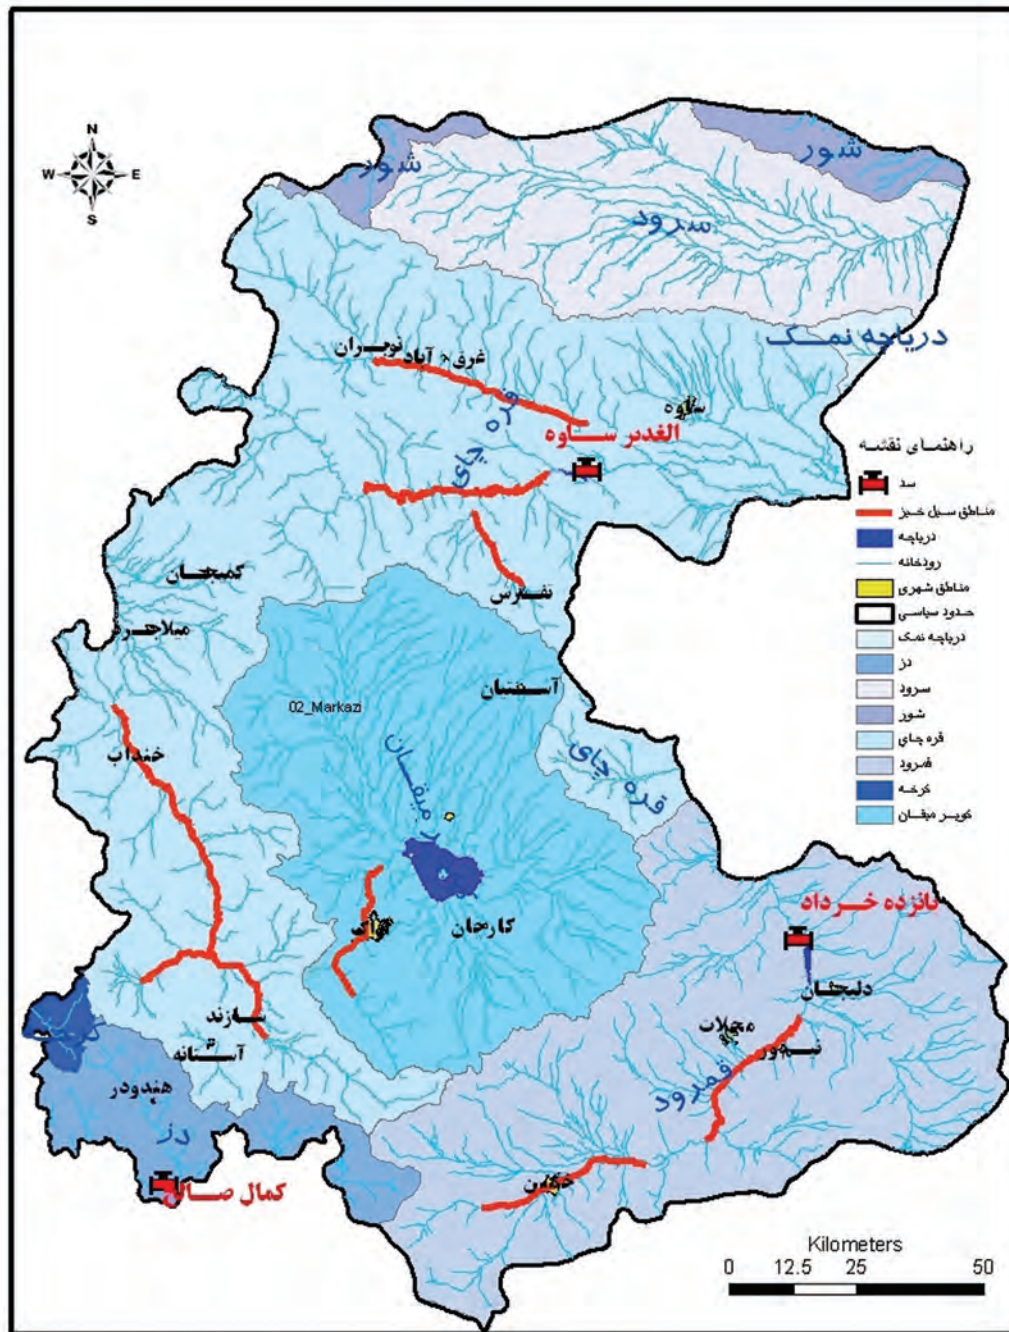 N
W E
S
شور
شور
سرود
دریاچه نمک
نوبران
غرق آباد
قره چای
ساوه
الغدیر ساوه
راهنمای نقشه
سد
مناطق سیل خیز
دریاچه
رودخانه
مناطق شهری
حدود سیاسی
دریاچه نمک
دز
سرود
شور
قره چای
قمرود
کرخه
کویر میقان
تفرش
کمیجان
میلاجرد
آشتیان
02_Markazi
خنداب
میقان
قره چای
پانزده خرداد
اراک
کارچان
دلیجان
محلات
نیمور
قمرود
شازند
آستانه
هندودر
دز
کمال صالح
خمین
Kilometers
0 12.5 25 50